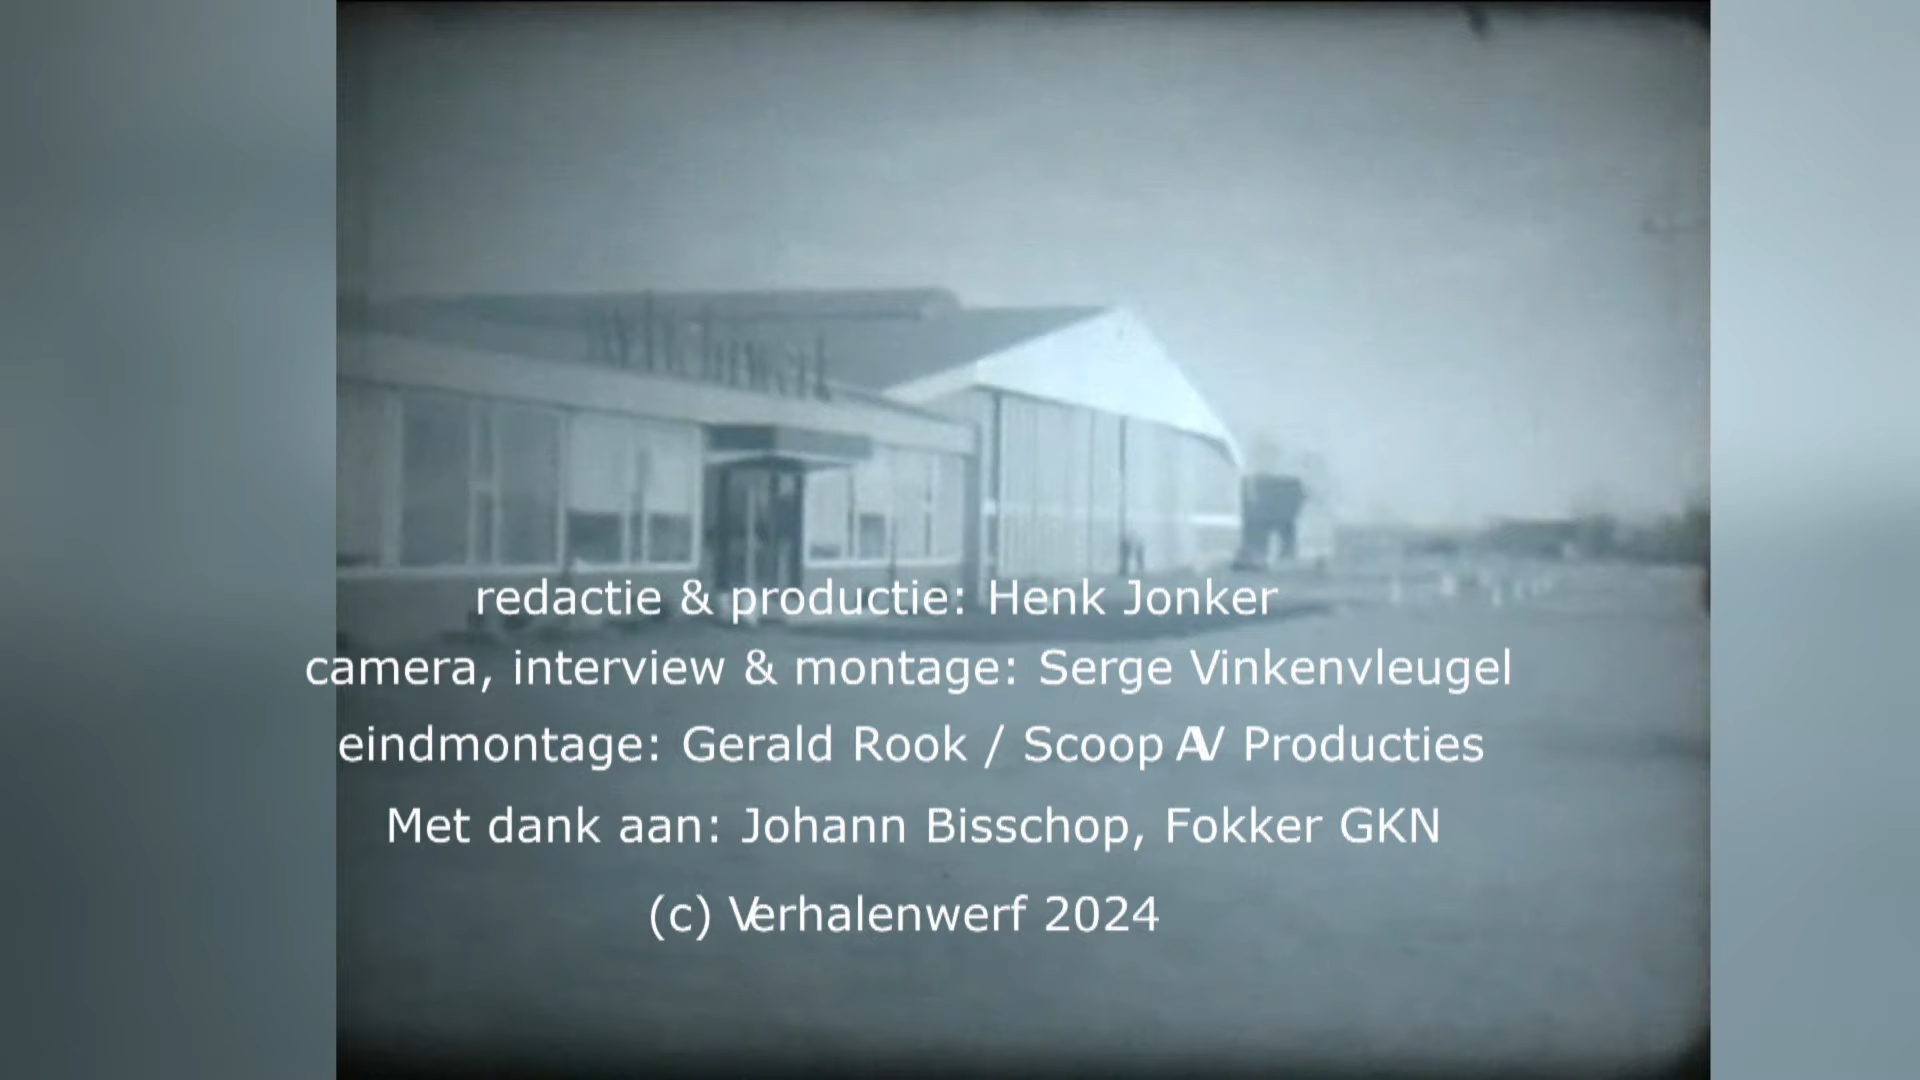 redactie & productie: Henk Jonker
camera, interview & montage: Serge Vinkenvleugel
eindmontage: Gerald Rook / Scoop AV Producties
Met dank aan: Johann Bisschop, Fokker GKN
(c) Verhalenwerf 2024